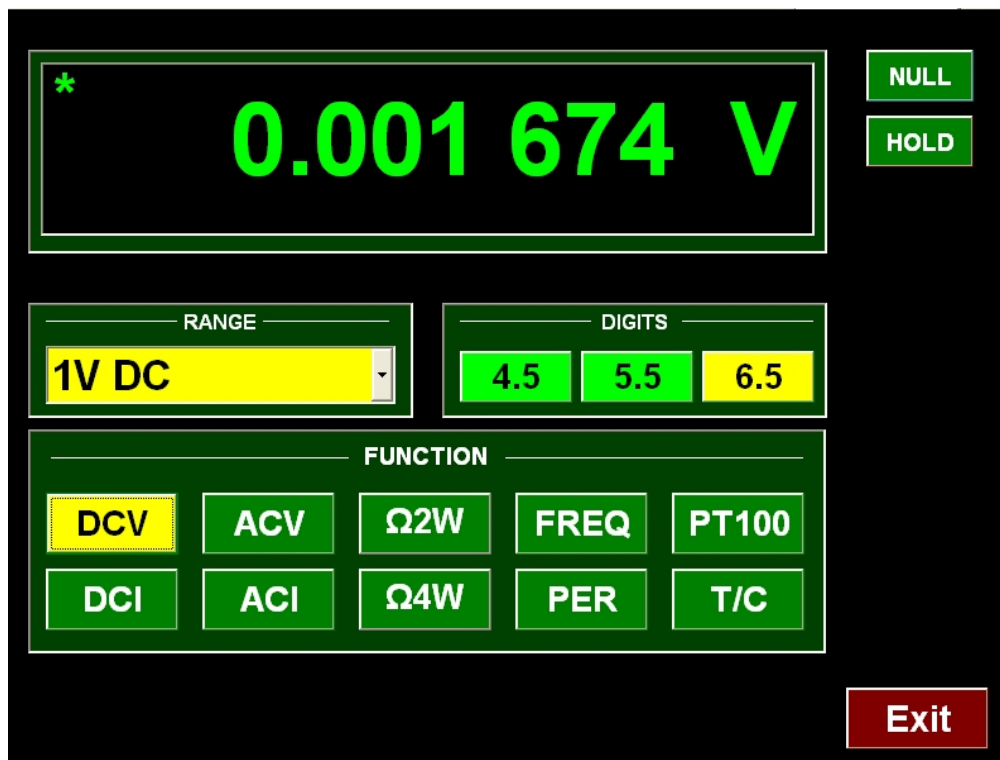 *
0.001 674 V
NULL
HOLD
RANGE
1V DC
DIGITS
4.5 5.5 6.5
FUNCTION
DCV ACV Ω2W FREQ PT100
DCI ACI Ω4W PER T/C
Exit